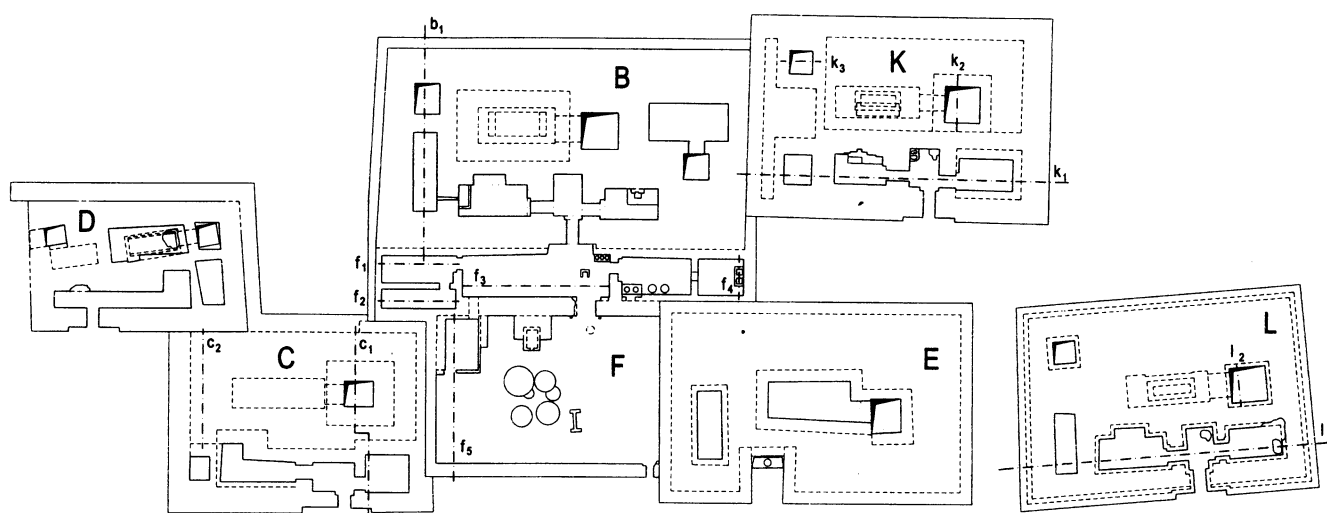 b₁
B
k₃
K
k₂
k₁
D
f₁
f₃
f₂
f₄
c₂
C
c₁
F
E
L
l₂
l
f₅